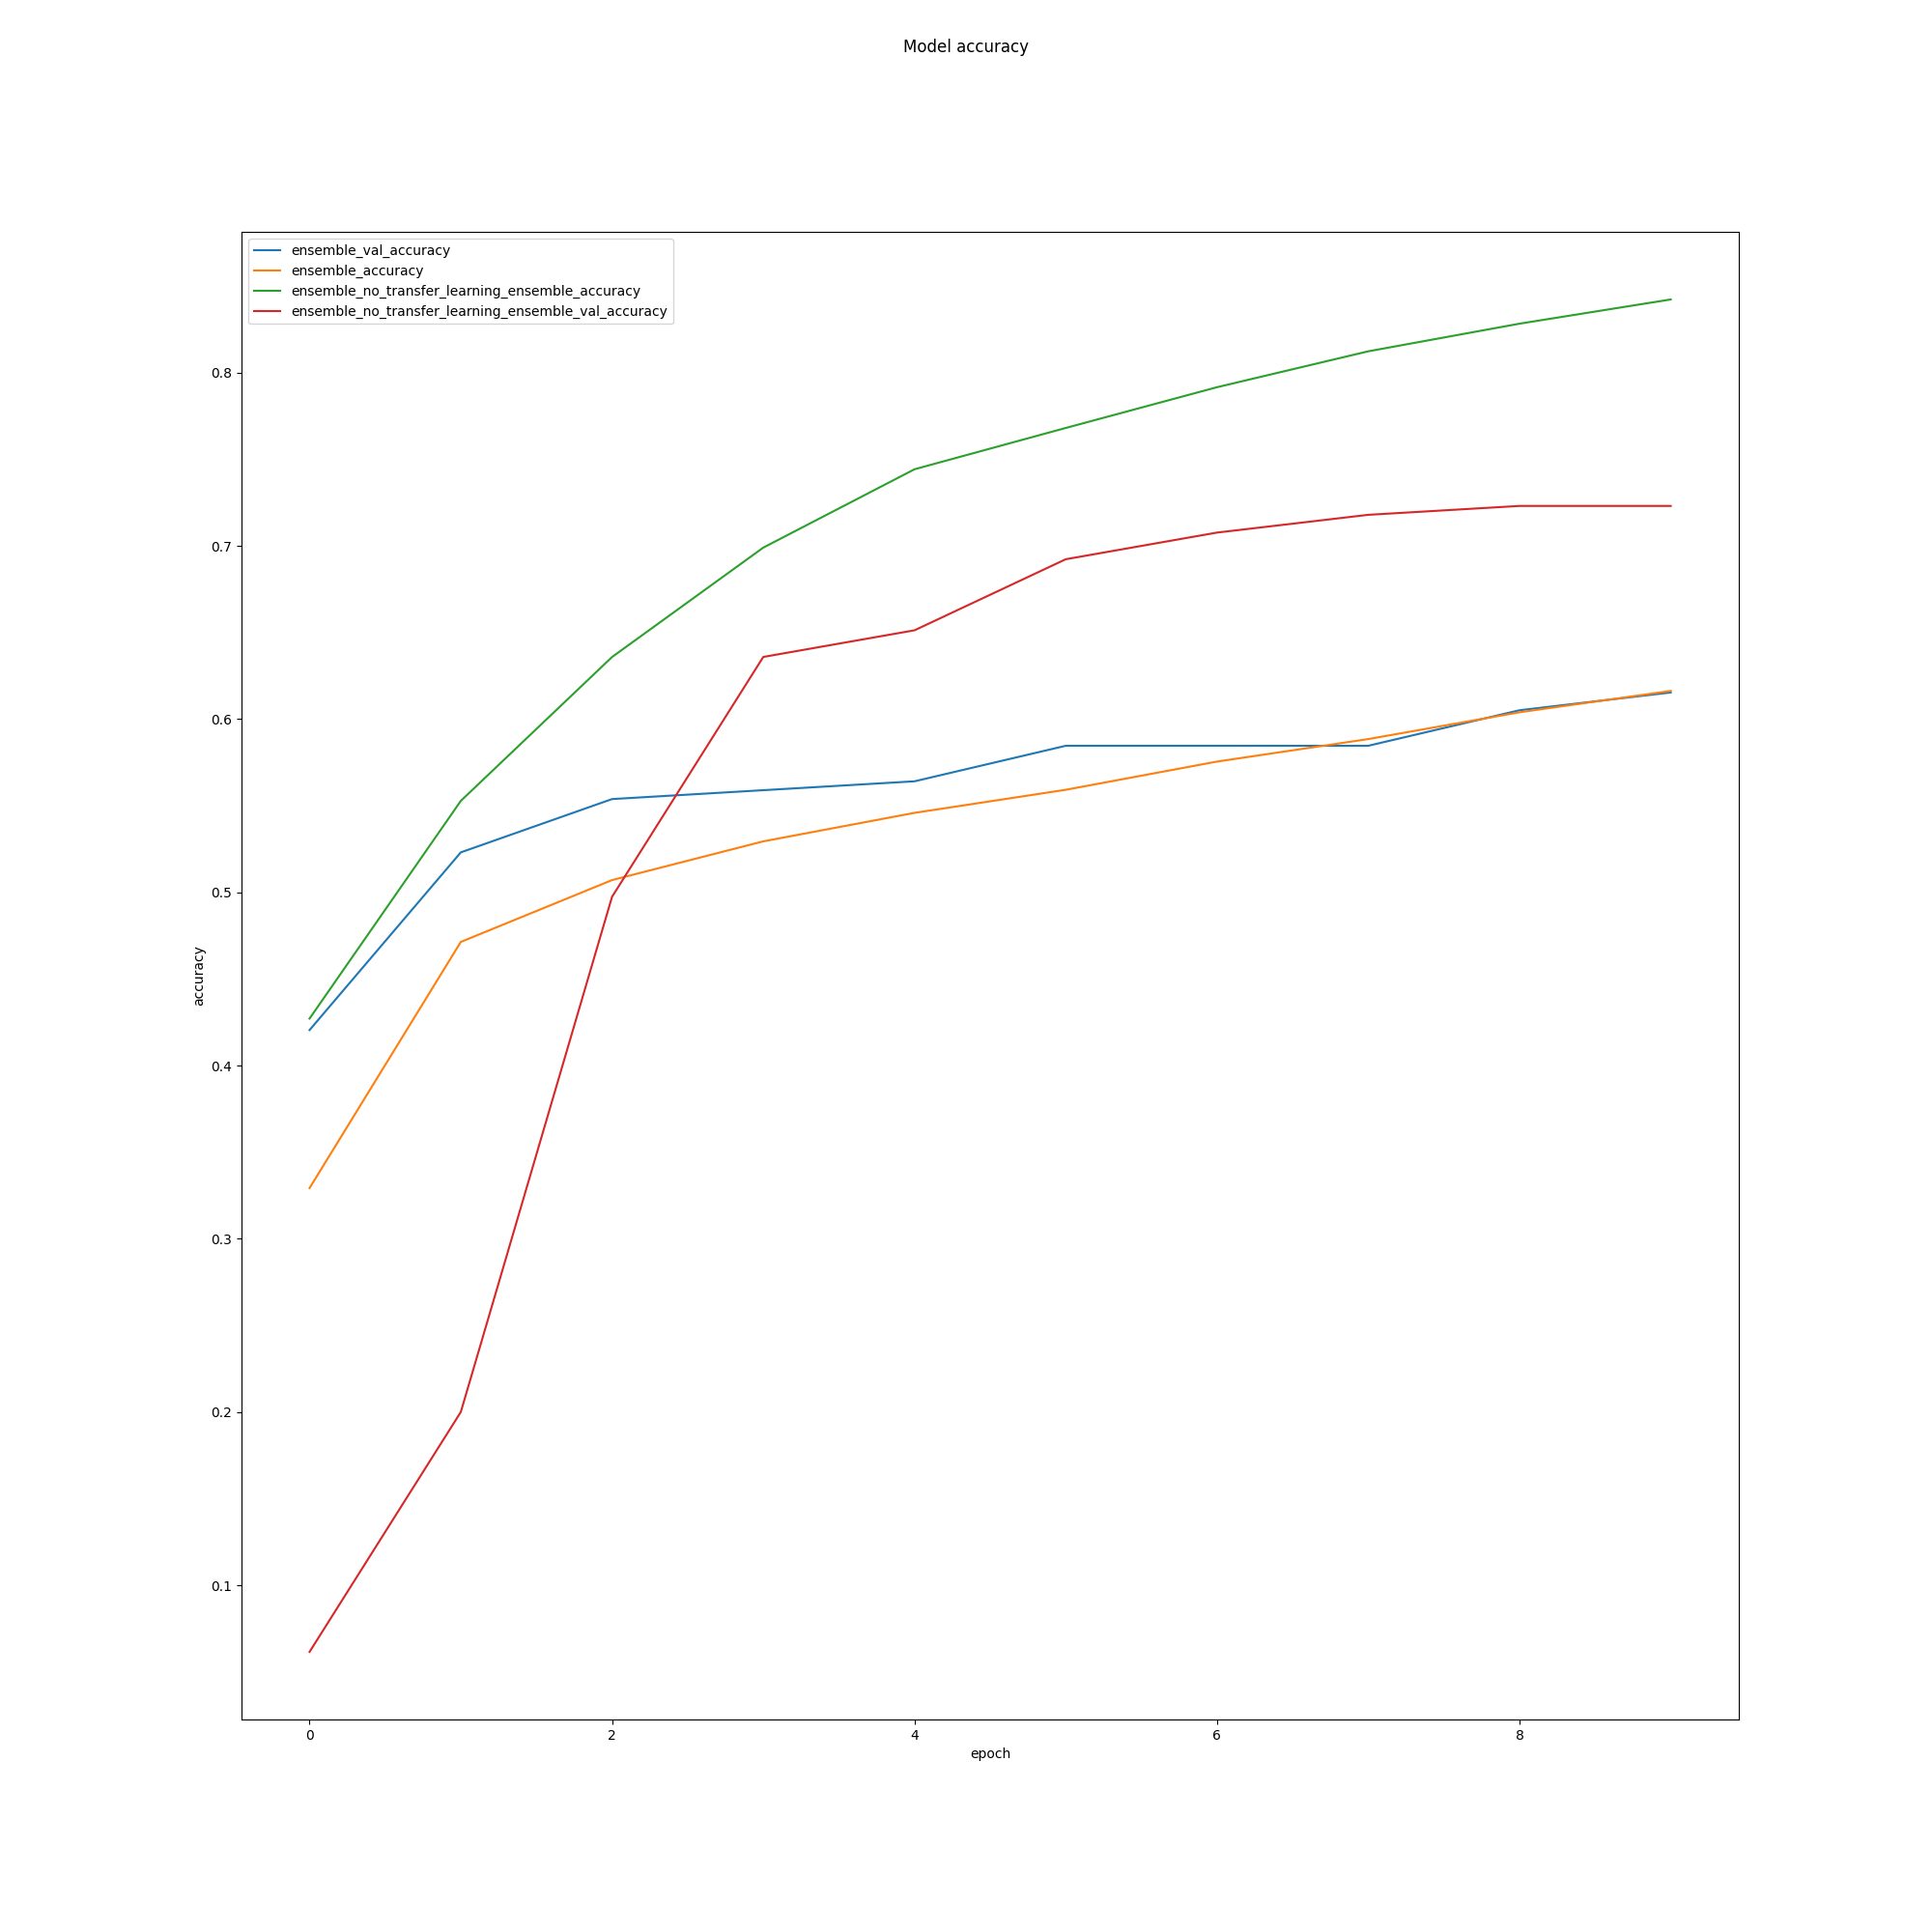 Model accuracy
ensemble_val_accuracy
ensemble_accuracy
ensemble_no_transfer_learning_ensemble_accuracy
ensemble_no_transfer_learning_ensemble_val_accuracy
0.8
0.7
0.6
0.5
0.4
0.3
0.2
0.1
accuracy
0 2 4 6 8
epoch